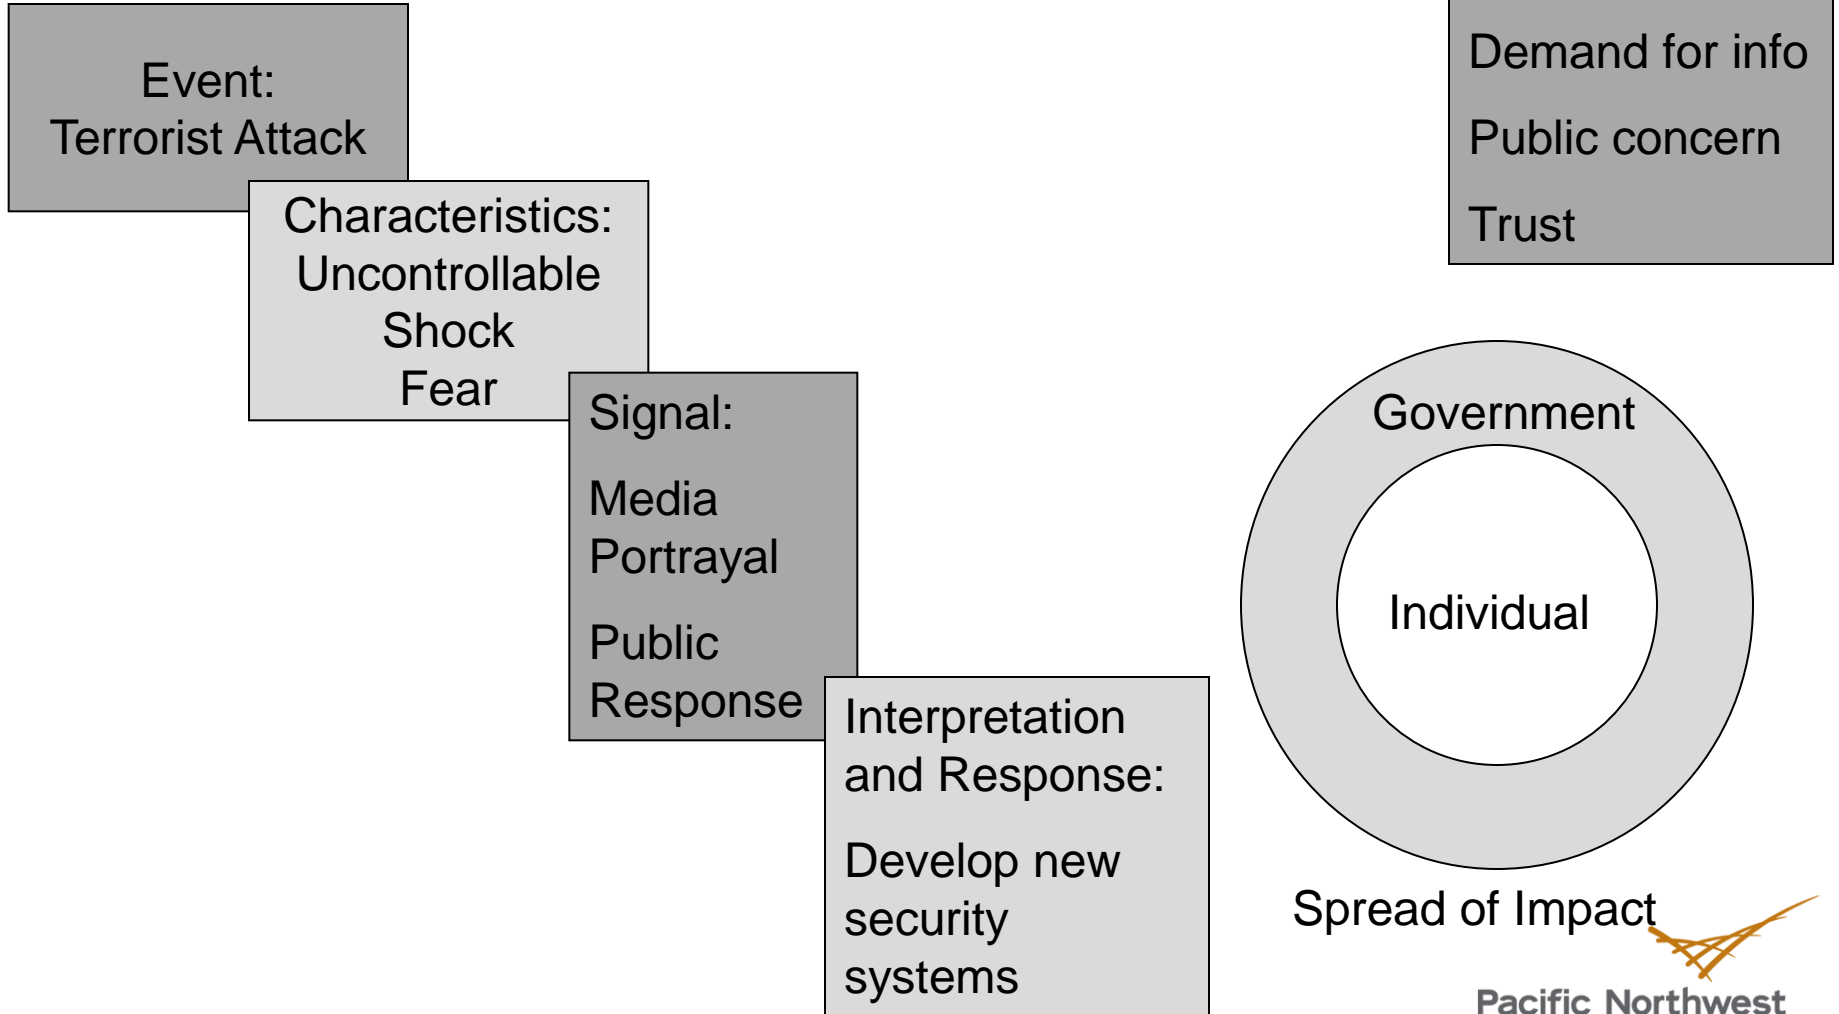 Event:
Terrorist Attack
Characteristics:
Uncontrollable
Shock
Fear
Signal:
Media
Portrayal
Public
Response
Interpretation
and Response:
Develop new
security
systems
Demand for info
Public concern
Trust
Government
Individual
Spread of Impact
Pacific Northwest